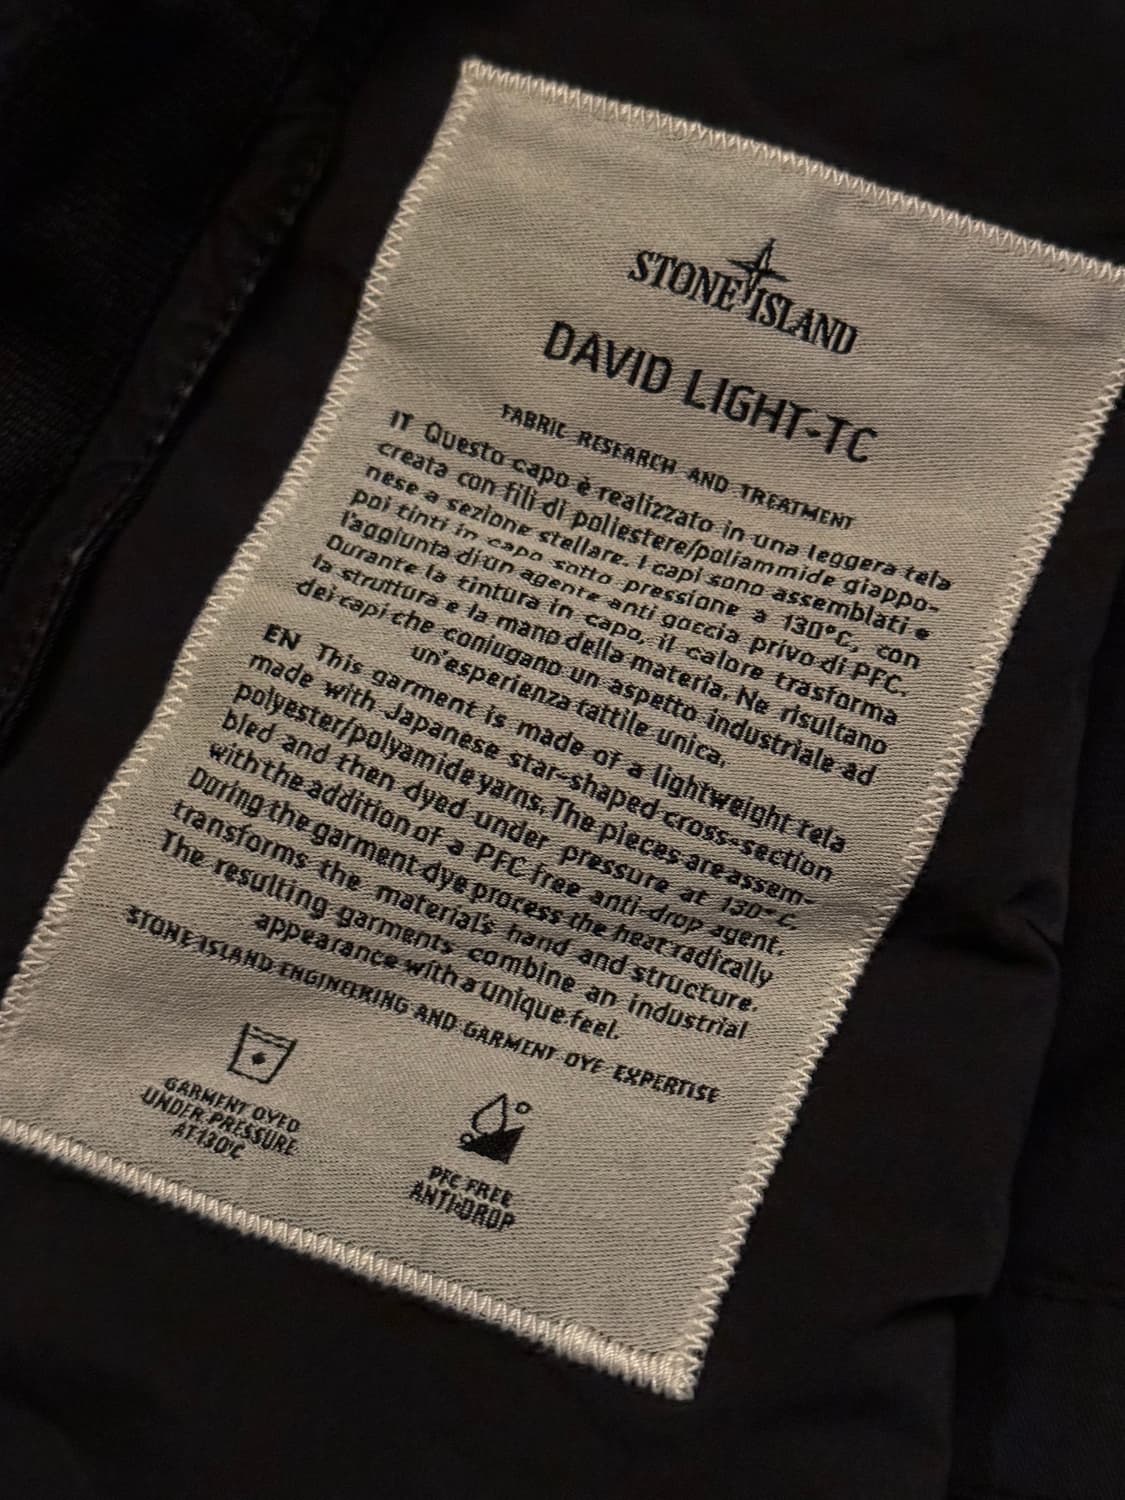 STONE ISLAND
DAVID LIGHT-TC
FABRIC RESEARCH AND TREATMENT
IT Questo capo è realizzato in una leggera tela
creata con fili di poliestere/poliammide giappo-
nese a sezione stellare. I capi sono assemblati e
poi tinti in capo sotto pressione a 130°C, con
l'aggiunta di un agente anti goccia privo di PFC.
Durante la tintura in capo, il calore trasforma
la struttura e la mano della materia. Ne risultano
dei capi che coniugano un aspetto industriale ad
un'esperienza tattile unica.
EN This garment is made of a lightweight tela
made with Japanese star-shaped cross-section
polyester/polyamide yarns. The pieces are assem-
bled and then dyed under pressure at 130°C,
with the addition of a PFC free anti-drop agent.
During the garment dye process the heat radically
transforms the material's hand and structure.
The resulting garments combine an industrial
appearance with a unique feel.
STONE ISLAND ENGINEERING AND GARMENT DYE EXPERTISE
GARMENT DYED
UNDER PRESSURE
AT 130°C
PFC FREE
ANTI-DROP